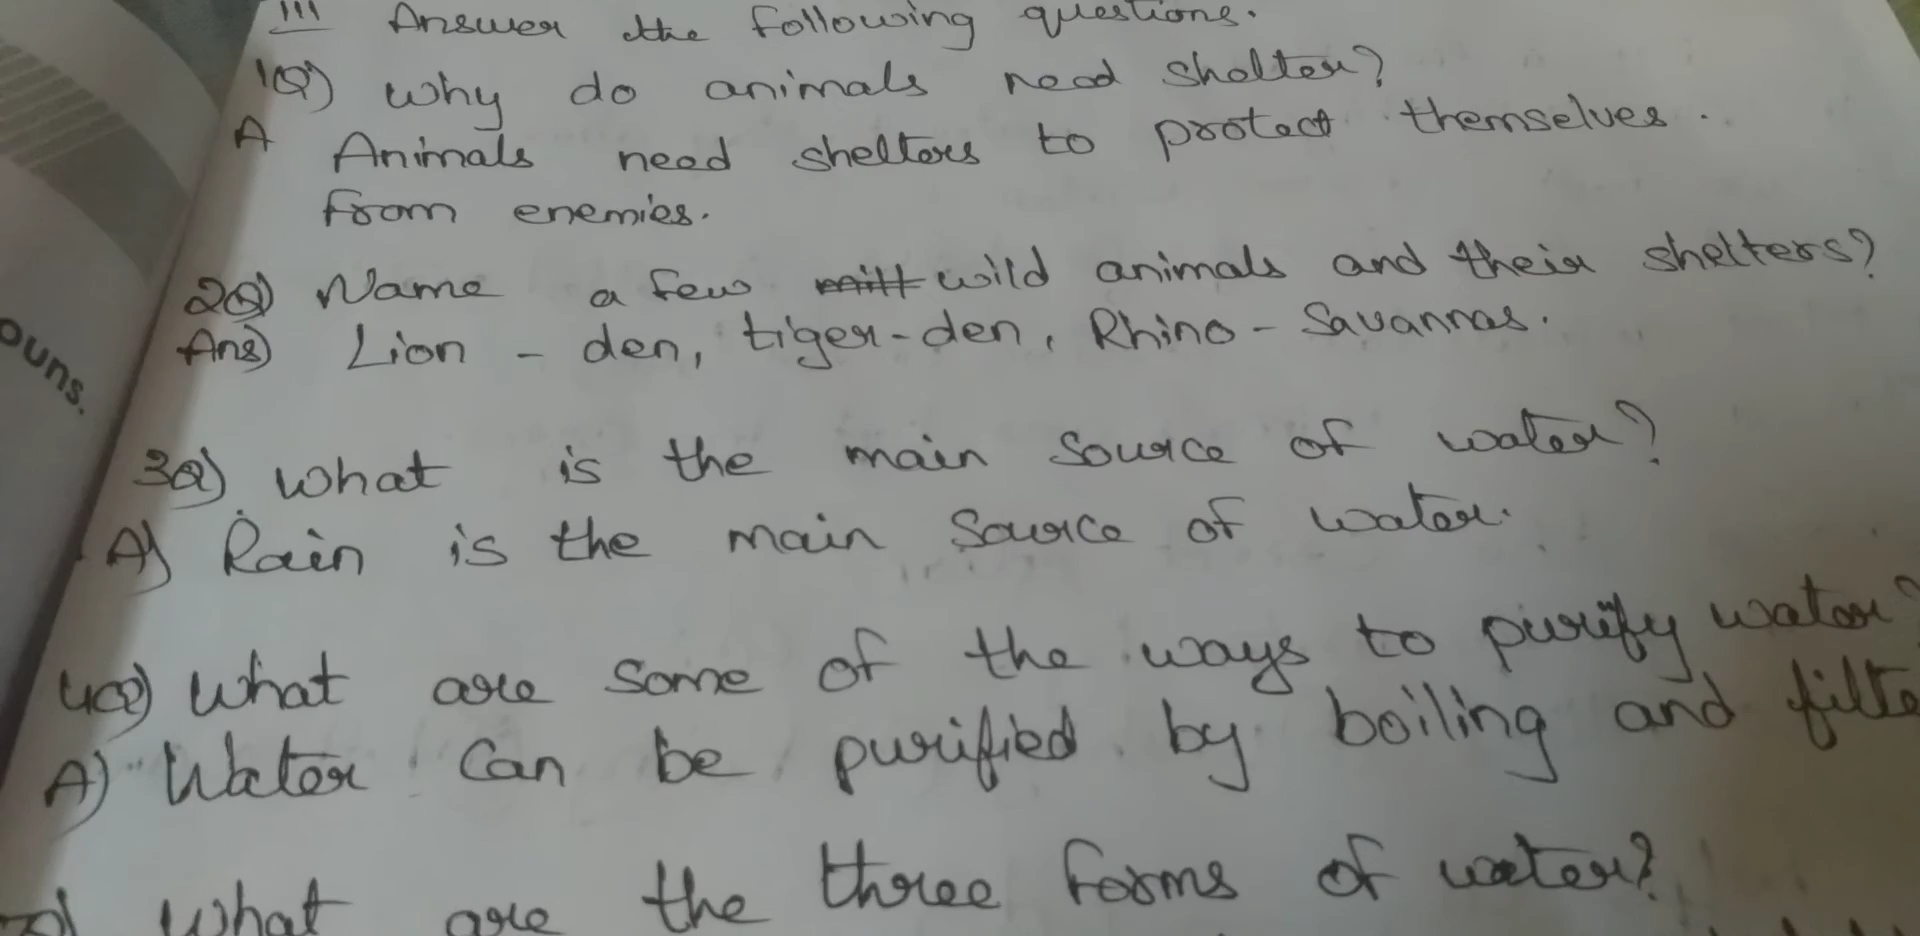 III Answer the following questions.
1Q) Why do animals need shelter?
A Animals need shelters to protect themselves.
from enemies.
2Q) Name a few wild animals and their shelters?
Ans) Lion - den, tiger-den, Rhino - Savannas.
ouns.
3Q) What is the main source of water?
A) Rain is the main source of water.
4Q) What are some of the ways to purify water?
A) Water can be purified by boiling and filte
What are the three forms of water?